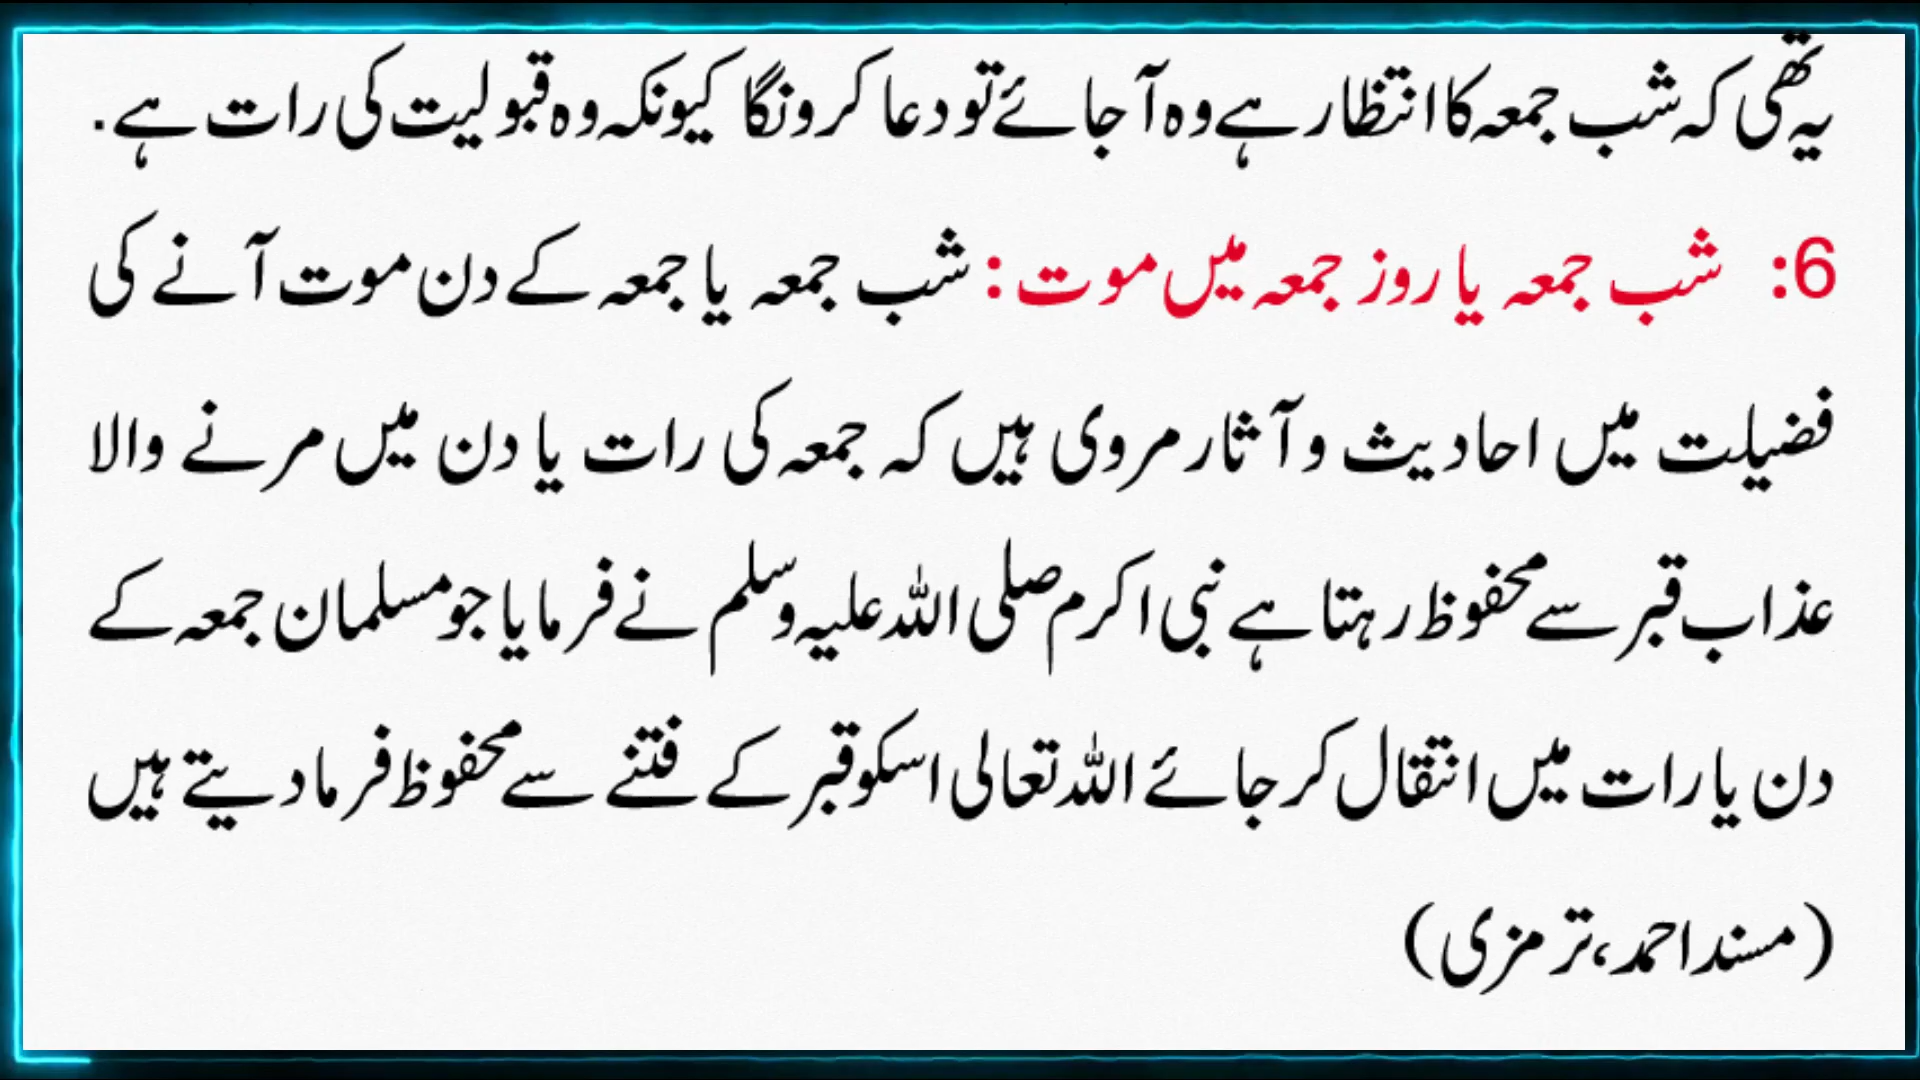 یہ تھی کہ شب جمعہ کا انتظار ہے وہ آجائے تو دعا کرونگا کیونکہ وہ قبولیت کی رات ہے.
6: شب جمعہ یا روز جمعہ میں موت: شب جمعہ یا جمعہ کے دن موت آنے کی
فضیلت میں احادیث و آثار مروی ہیں کہ جمعہ کی رات یا دن میں مرنے والا
عذاب قبر سے محفوظ رہتا ہے نبی اکرم صلی اللہ علیہ وسلم نے فرمایا جو مسلمان جمعہ کے
دن یا رات میں انتقال کر جائے اللہ تعالی اسکو قبر کے فتنے سے محفوظ فرما دیتے ہیں
(مسند احمد، ترمزی)